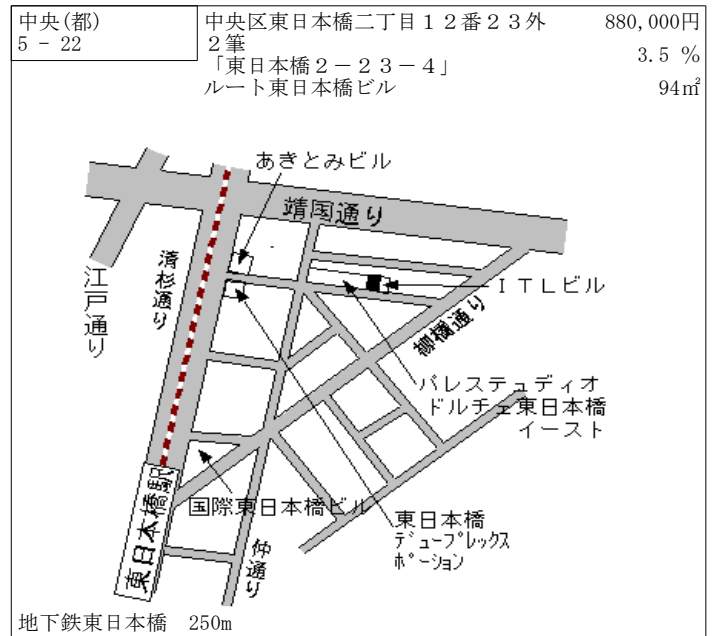 中央(都)
5 - 22
中央区東日本橋二丁目１２番２３外
２筆
「東日本橋２－２３－４」
ルート東日本橋ビル
880,000円
3.5 %
94㎡
あきとみビル
靖国通り
清杉通り
江戸通り
ＩＴＬビル
柳橋通り
パレステュディオ
ドルチェ東日本橋
イースト
国際東日本橋ビル
東日本橋
ﾃﾞｭｰﾌﾟﾚｯｸｽ
ﾎﾟｰｼｮﾝ
東日本橋駅
仲通り
地下鉄東日本橋　250m